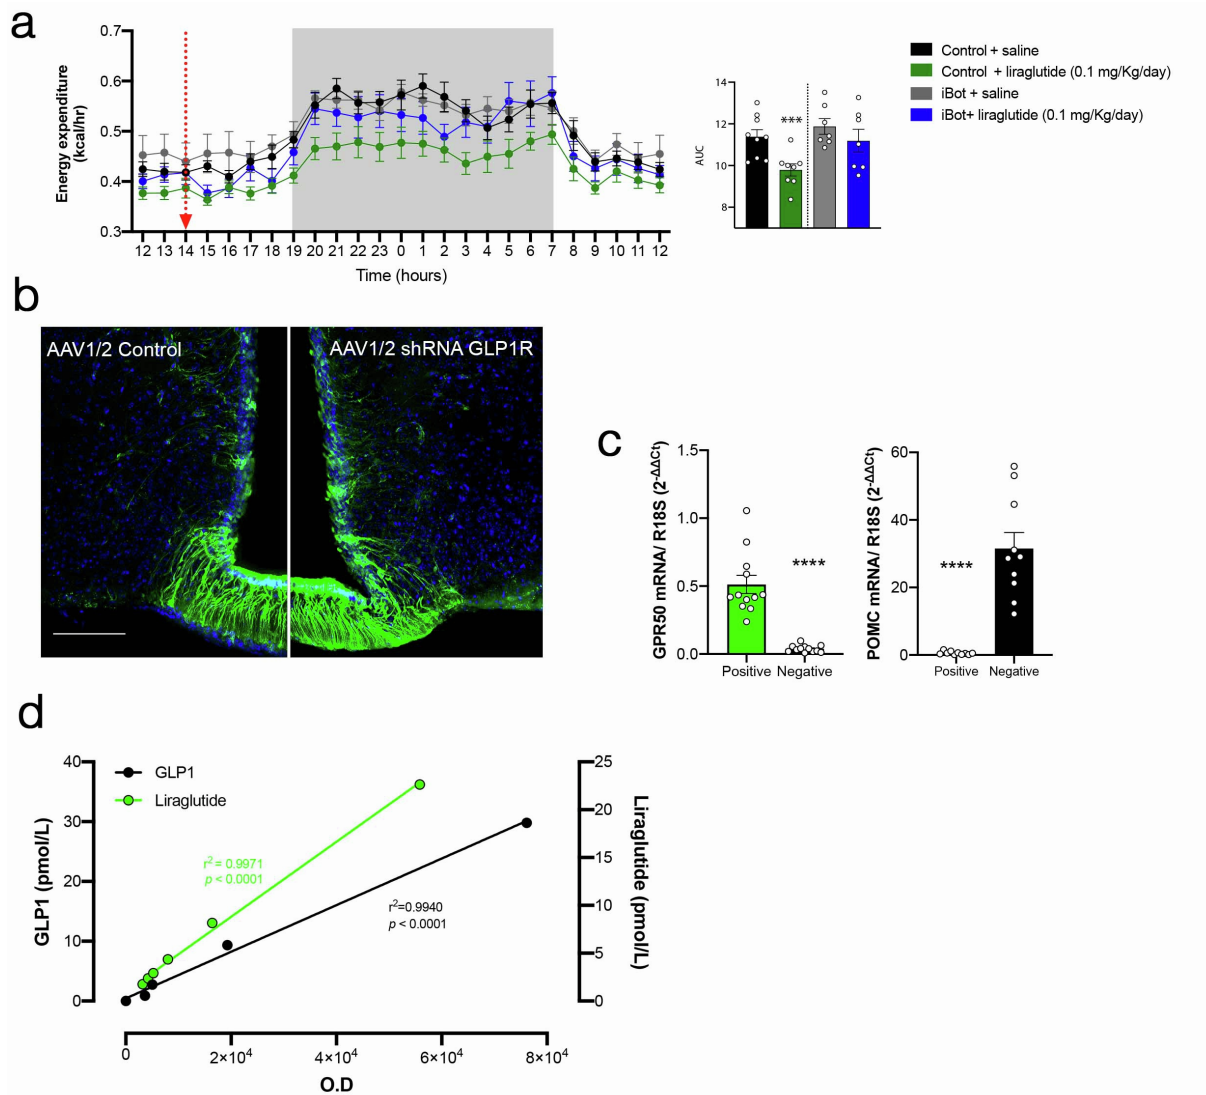 a
0.7
0.6
0.5
0.4
0.3
Energy expenditure
(kcal/hr)
12 13 14 15 16 17 18 19 20 21 22 23 0 1 2 3 4 5 6 7 8 9 10 11 12
Time (hours)
14
12
10
8
AUC
***
Control + saline
Control + liraglutide (0.1 mg/Kg/day)
iBot + saline
iBot+ liraglutide (0.1 mg/Kg/day)
b
AAV1/2 Control
AAV1/2 shRNA GLP1R
c
GPR50 mRNA/ R18S (2-ΔΔCt)
1.5
1.0
0.5
0.0
****
Positive Negative
POMC mRNA/ R18S (2-ΔΔCt)
60
40
20
0
****
Positive Negative
d
GLP1 (pmol/L)
40
30
20
10
0
GLP1
Liraglutide
r2 = 0.9971
p < 0.0001
r2=0.9940
p < 0.0001
25
20
15
10
5
0
Liraglutide (pmol/L)
0 2×104 4×104 6×104 8×104
O.D